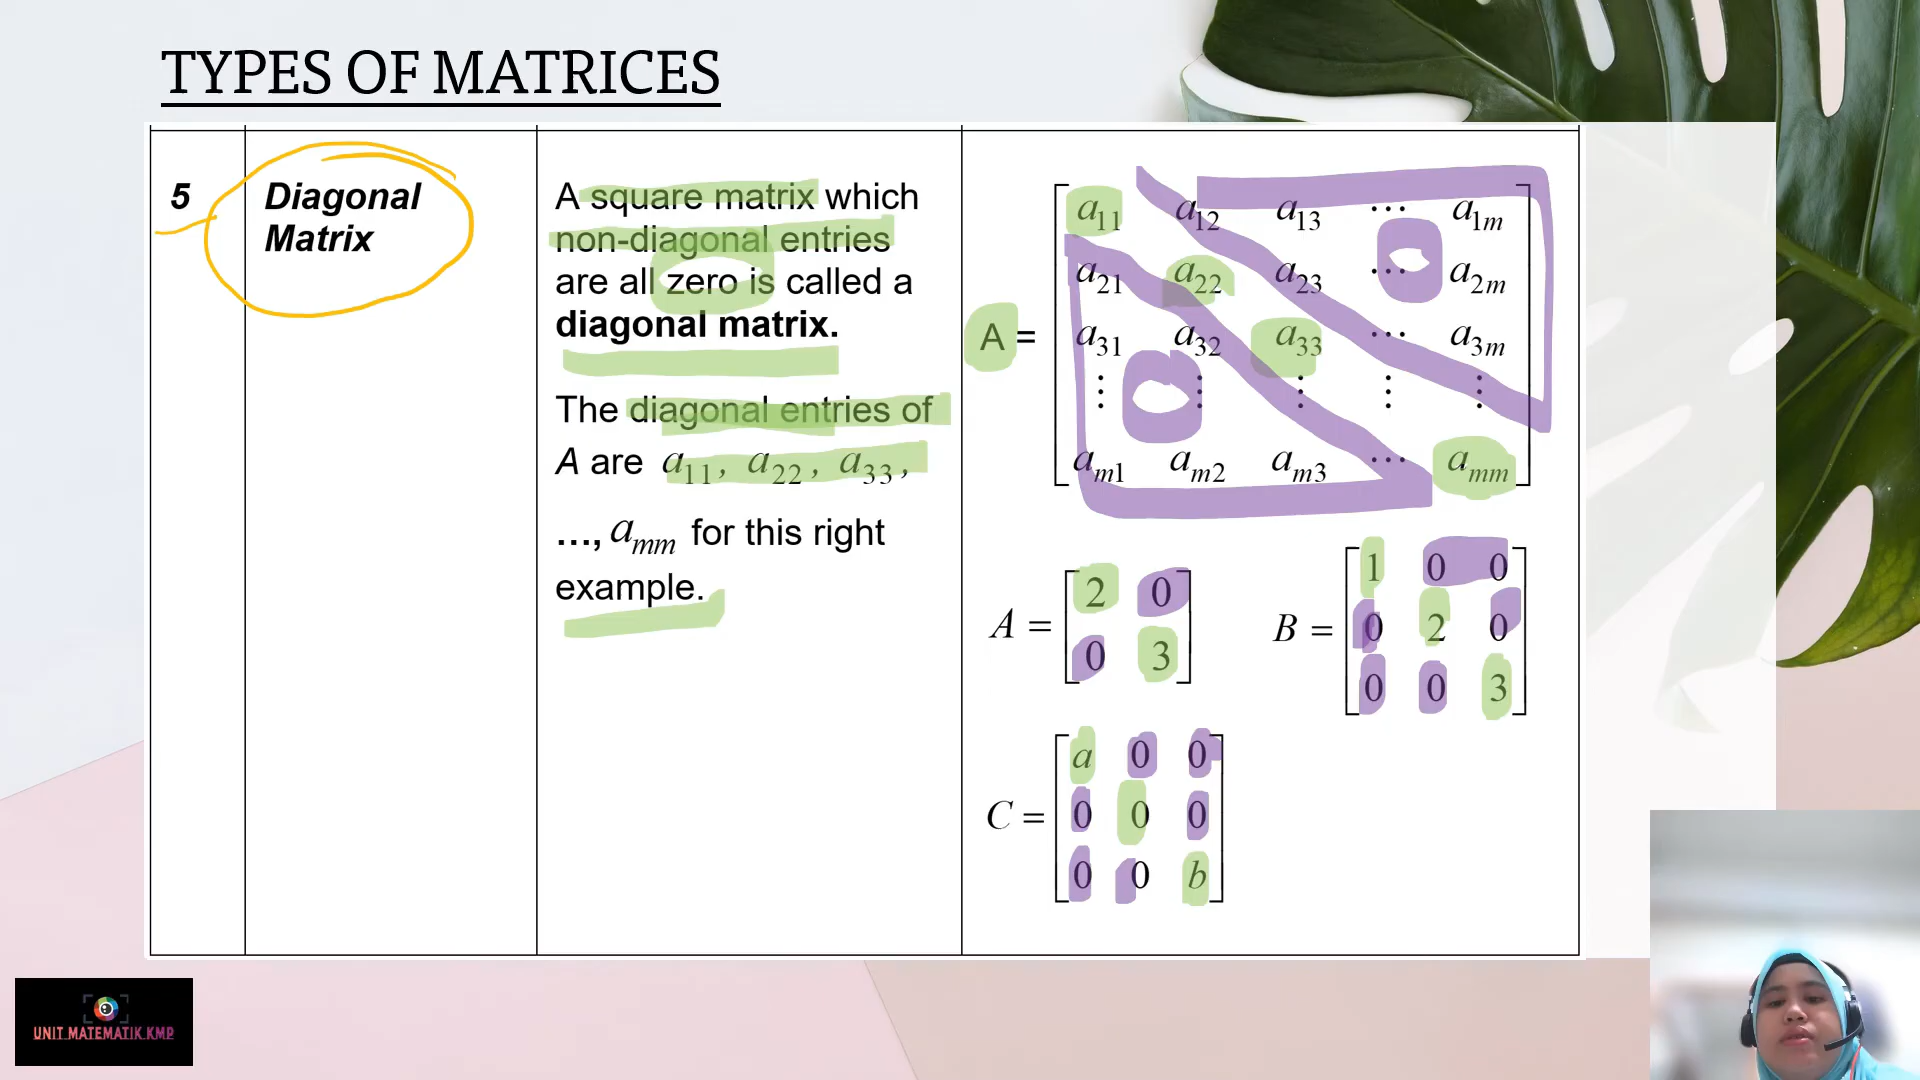 TYPES OF MATRICES
5
Diagonal
Matrix
A square matrix which
non-diagonal entries
are all zero is called a
diagonal matrix.
The diagonal entries of
A are a₁₁, a₂₂, a₃₃,
..., aₘₘ for this right
example.
A =
a₁₁ a₁₂ a₁₃ ⋯ a₁ₘ
a₂₁ a₂₂ a₂₃ ⋯ a₂ₘ
a₃₁ a₃₂ a₃₃ ⋯ a₃ₘ
⋮ ⋮ ⋮ ⋮ ⋮
aₘ₁ aₘ₂ aₘ₃ ⋯ aₘₘ
A =
2 0
0 3
B =
1 0 0
0 2 0
0 0 3
C =
a 0 0
0 0 0
0 0 b
UNIT MATEMATIK KMP